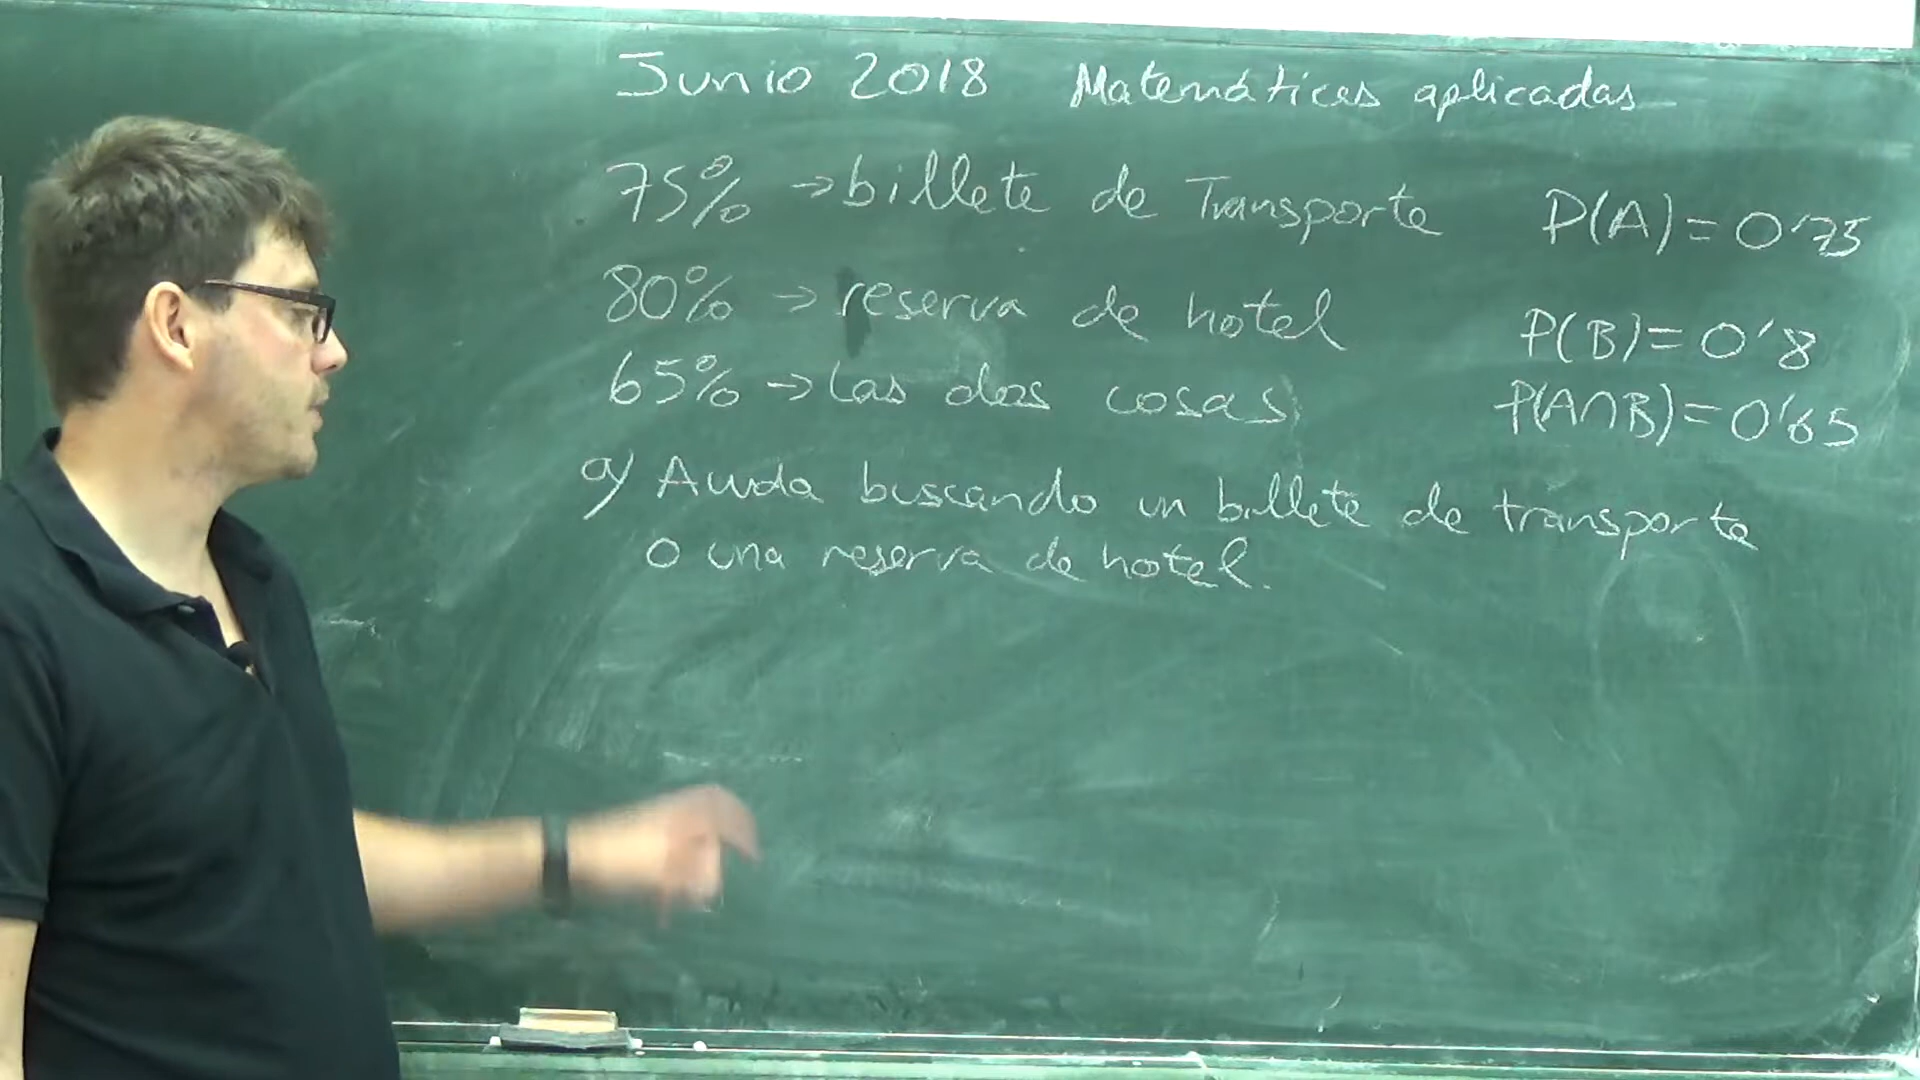 Junio 2018 Matemáticas aplicadas
75% → billete de Transporte P(A) = 0'75
80% → reserva de hotel P(B) = 0'8
65% → Las dos cosas P(A∩B) = 0'65
a) Acuda buscando un billete de transporte
o una reserva de hotel.